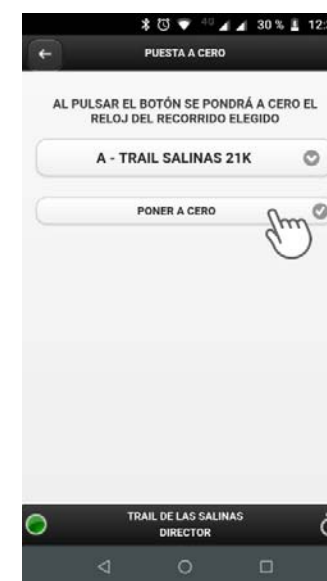 4G 30 % 12:
PUESTA A CERO
AL PULSAR EL BOTÓN SE PONDRÁ A CERO EL
RELOJ DEL RECORRIDO ELEGIDO
A - TRAIL SALINAS 21K
PONER A CERO
TRAIL DE LAS SALINAS
DIRECTOR